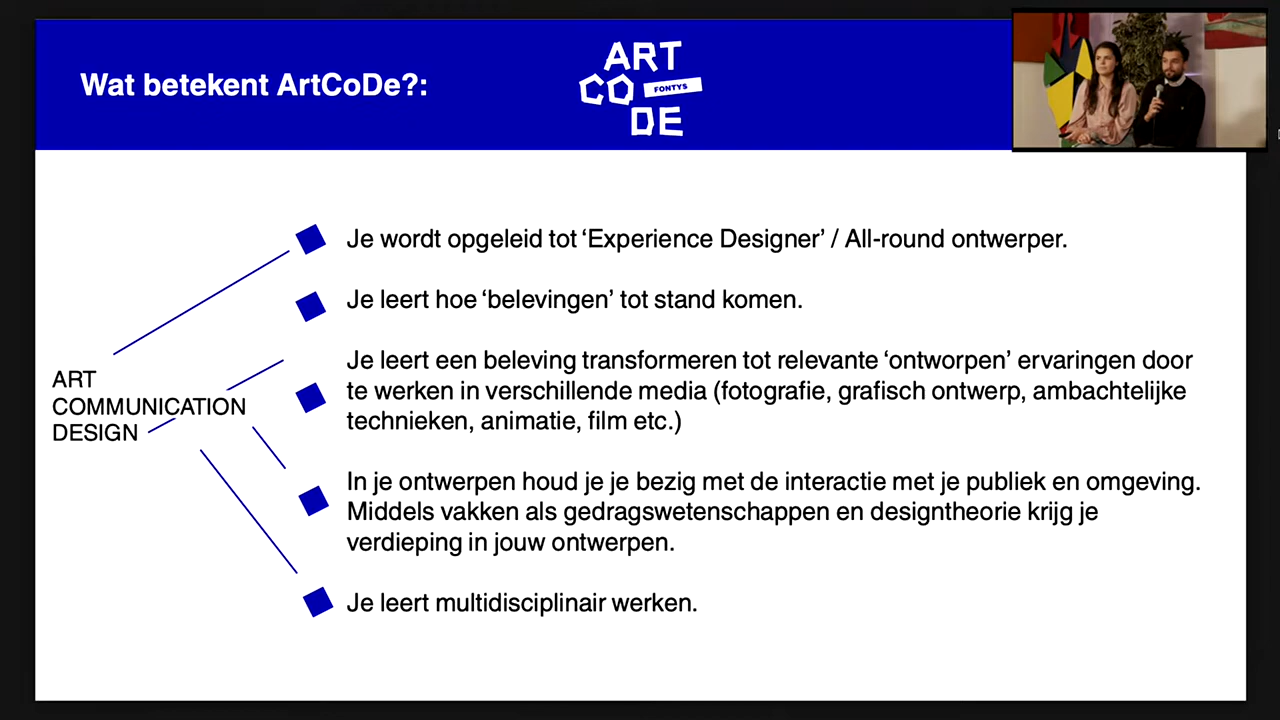 Wat betekent ArtCoDe?:
ART
CO
FONTYS
DE
Je wordt opgeleid tot ‘Experience Designer’ / All-round ontwerper.
Je leert hoe ‘belevingen’ tot stand komen.
Je leert een beleving transformeren tot relevante ‘ontworpen’ ervaringen door
te werken in verschillende media (fotografie, grafisch ontwerp, ambachtelijke
technieken, animatie, film etc.)
ART
COMMUNICATION
DESIGN
In je ontwerpen houd je je bezig met de interactie met je publiek en omgeving.
Middels vakken als gedragswetenschappen en designtheorie krijg je
verdieping in jouw ontwerpen.
Je leert multidisciplinair werken.